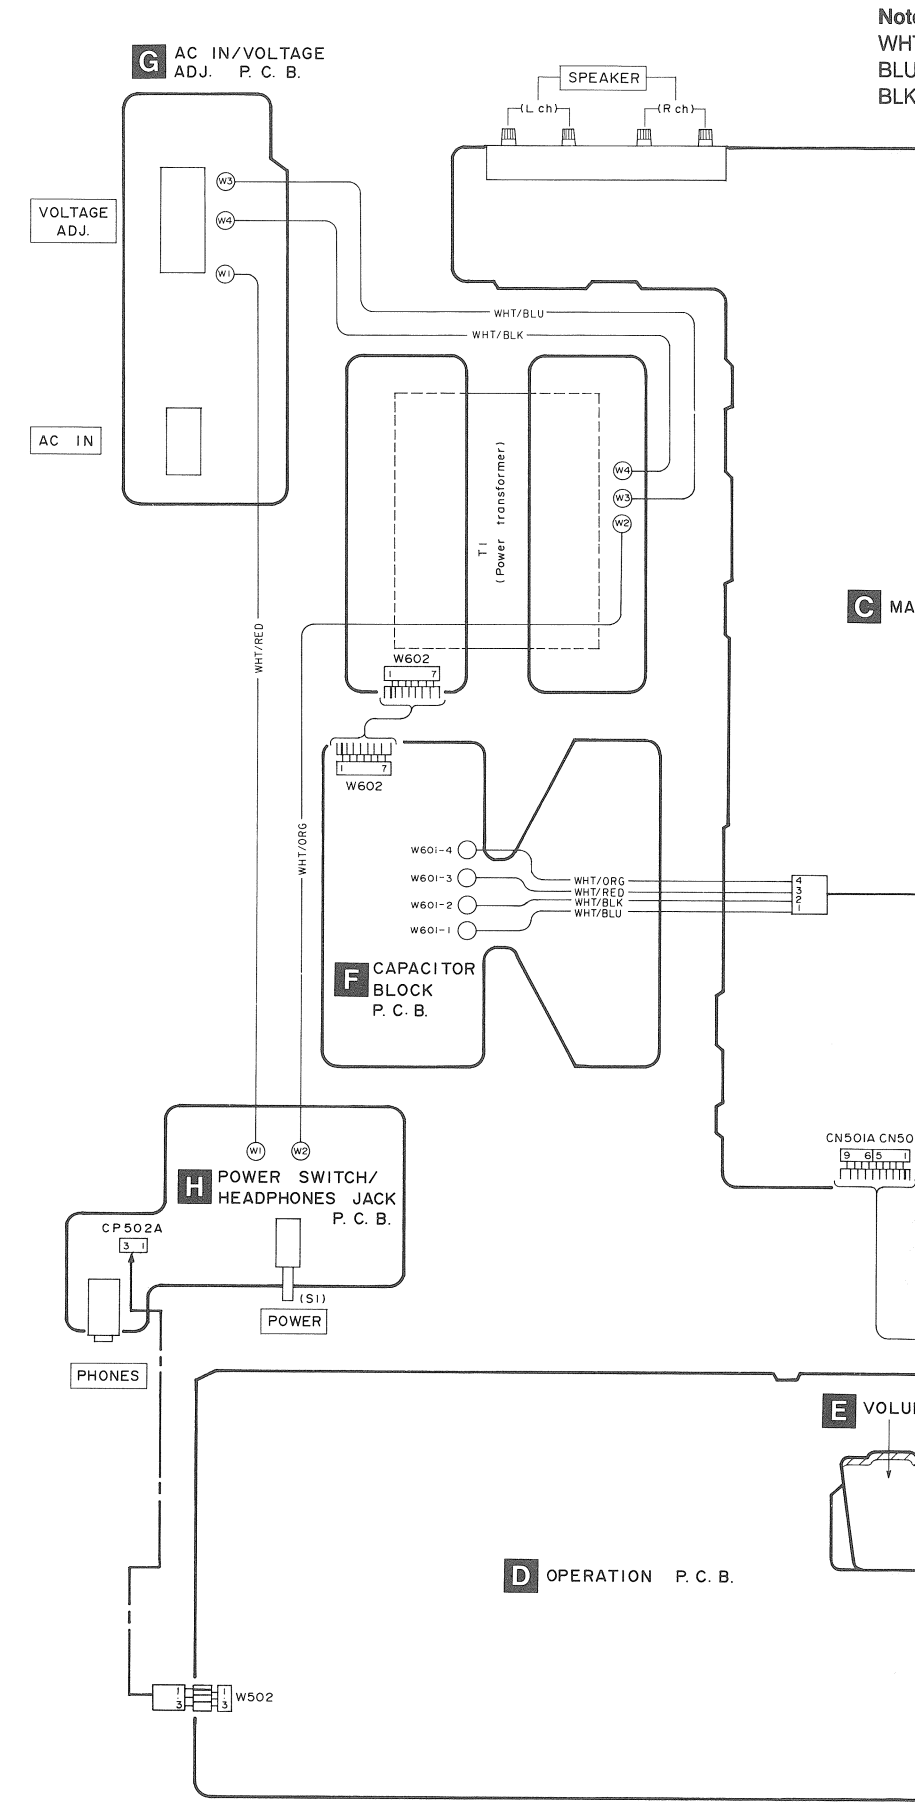 Note
WHT
BLU
BLK
G AC IN/VOLTAGE
ADJ. P. C. B.
SPEAKER
(L ch)
(R ch)
W3
VOLTAGE
ADJ.
W4
W1
WHT/BLU
WHT/BLK
AC IN
W4
W3
W2
T1
(Power transformer)
C MA
WHT/RED
W602
1 7
1 7
W602
WHT/ORG
W601-4
W601-3
W601-2
W601-1
WHT/ORG
WHT/RED
WHT/BLK
WHT/BLU
4
3
2
1
F CAPACITOR
BLOCK
P. C. B.
CN501A CN50
9 6 5 1
W1 W2
H POWER SWITCH/
HEADPHONES JACK
P. C. B.
CP502A
3 1
(S1)
POWER
PHONES
E VOLU
D OPERATION P. C. B.
1
3
1
3
W502